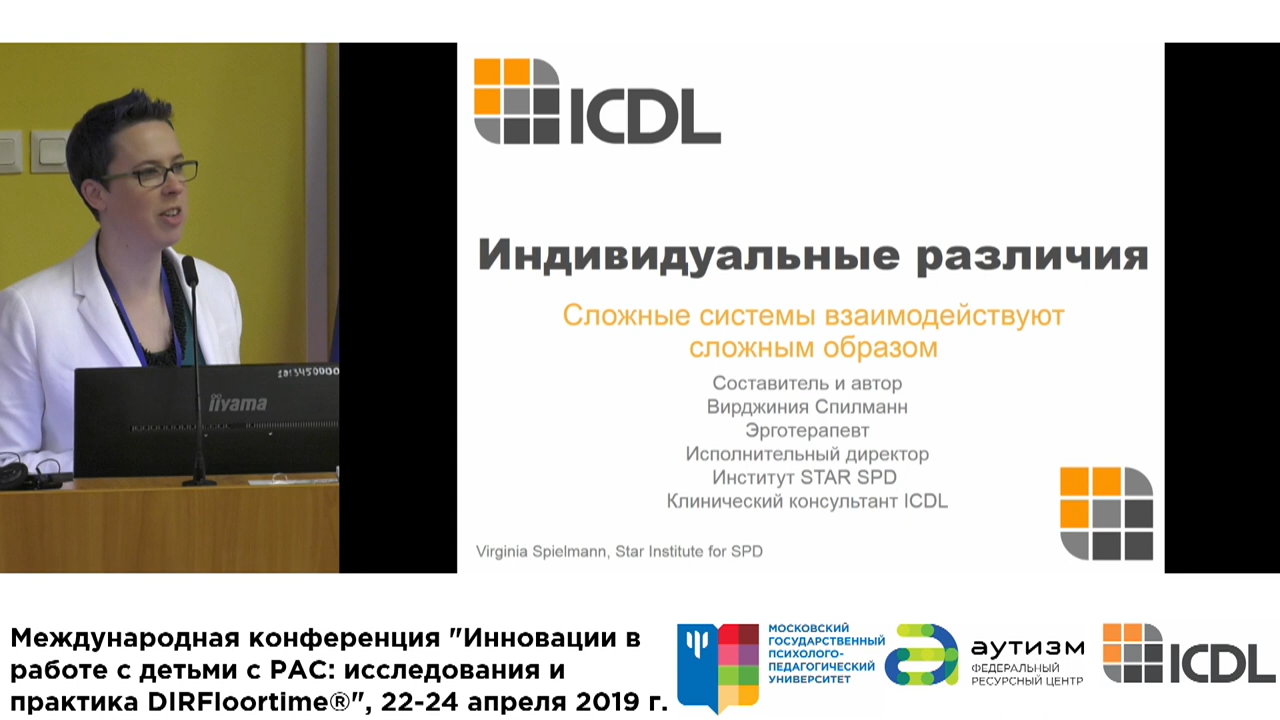 ICDL
Индивидуальные различия
Сложные системы взаимодействуют
сложным образом
Составитель и автор
Вирджиния Спилманн
Эрготерапевт
Исполнительный директор
Институт STAR SPD
Клинический консультант ICDL
Virginia Spielmann, Star Institute for SPD
iiyama
Международная конференция "Инновации в
работе с детьми с РАС: исследования и
практика DIRFloortime®", 22-24 апреля 2019 г.
МОСКОВСКИЙ
ГОСУДАРСТВЕННЫЙ
ПСИХОЛОГО-
ПЕДАГОГИЧЕСКИЙ
УНИВЕРСИТЕТ
аутизм
ФЕДЕРАЛЬНЫЙ
РЕСУРСНЫЙ ЦЕНТР
ICDL